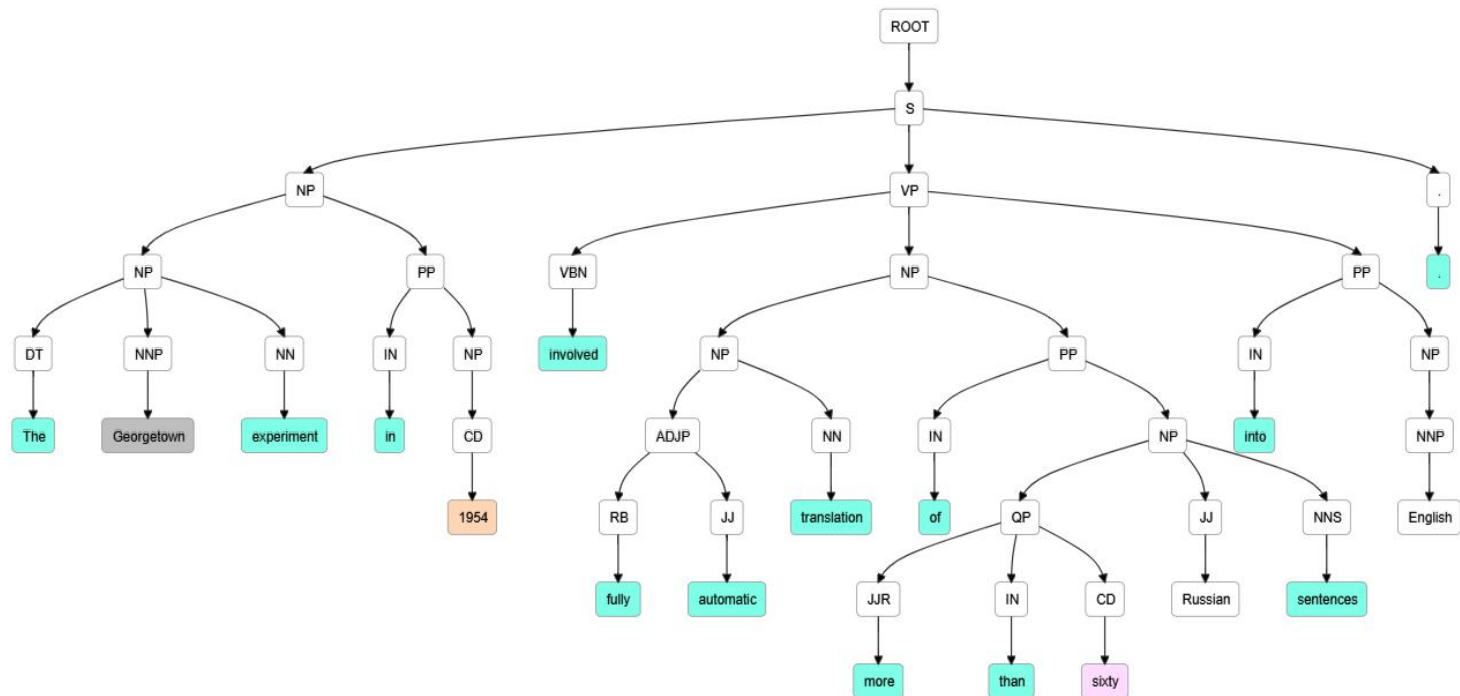 ROOT
S
NP VP .
NP PP VBN NP PP .
DT NNP NN IN NP involved NP PP IN NP
The Georgetown experiment in CD ADJP NN IN NP into NNP
1954 RB JJ translation of QP JJ NNS English
fully automatic JJR IN CD Russian sentences
more than sixty